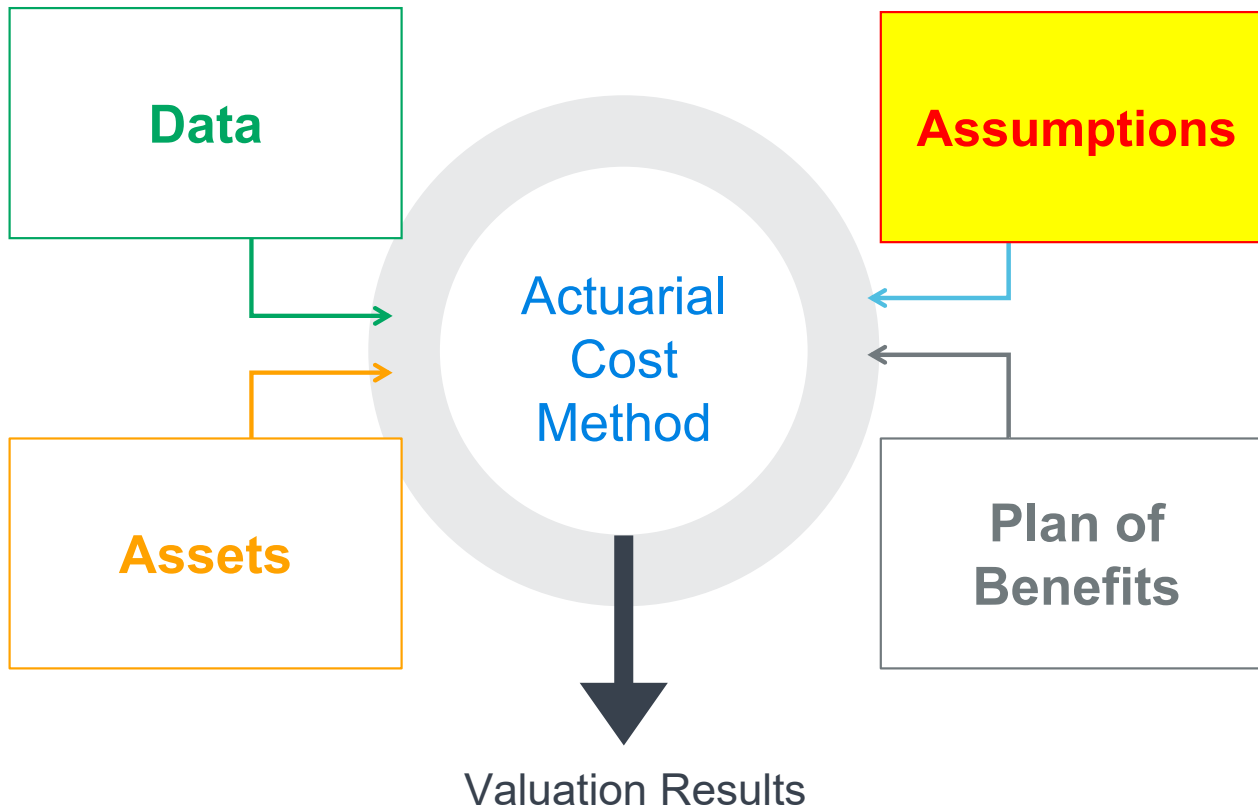 Data
Assumptions
Actuarial
Cost
Method
Assets
Plan of
Benefits
Valuation Results